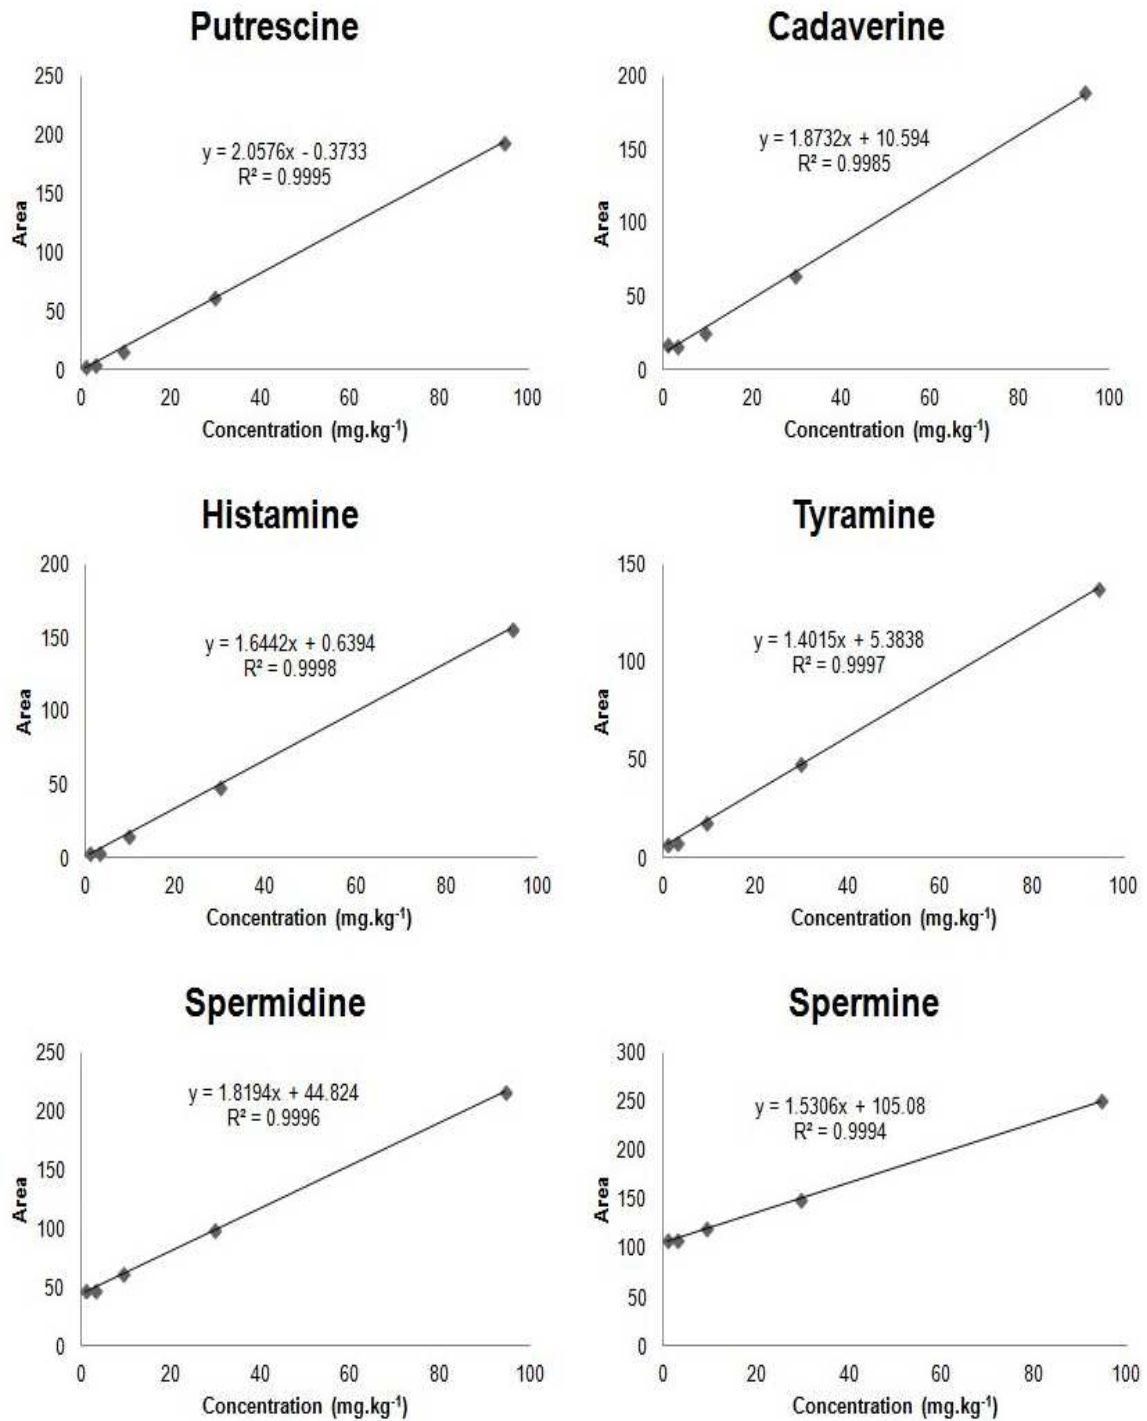 Putrescine
250
200
150
100
50
0
Area
y = 2.0576x - 0.3733
R² = 0.9995
0 20 40 60 80 100
Concentration (mg.kg⁻¹)
Cadaverine
200
150
100
50
0
Area
y = 1.8732x + 10.594
R² = 0.9985
0 20 40 60 80 100
Concentration (mg.kg⁻¹)
Histamine
200
150
100
50
0
Area
y = 1.6442x + 0.6394
R² = 0.9998
0 20 40 60 80 100
Concentration (mg.kg⁻¹)
Tyramine
150
100
50
0
Area
y = 1.4015x + 5.3838
R² = 0.9997
0 20 40 60 80 100
Concentration (mg.kg⁻¹)
Spermidine
250
200
150
100
50
0
Area
y = 1.8194x + 44.824
R² = 0.9996
0 20 40 60 80 100
Concentration (mg.kg⁻¹)
Spermine
300
250
200
150
100
50
0
Area
y = 1.5306x + 105.08
R² = 0.9994
0 20 40 60 80 100
Concentration (mg.kg⁻¹)